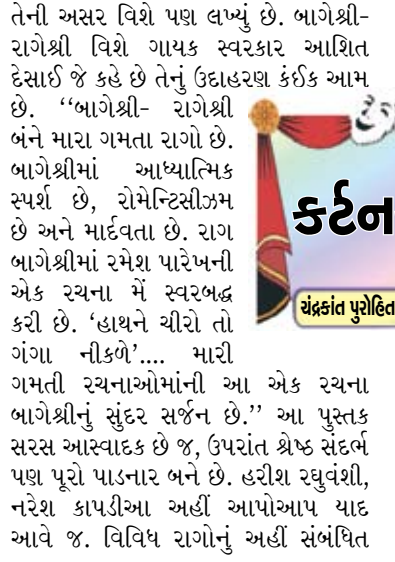 તેની અસર વિશે પણ લખ્યું છે. બાગેશ્રી-
રાગેશ્રી વિશે ગાયક સ્વરકાર આશિત
દેસાઈ જે કહે છે તેનું ઉદાહરણ કંઈક આમ
છે. ‘‘બાગેશ્રી- રાગેશ્રી
બંને મારા ગમતા રાગો છે.
બાગેશ્રીમાં આધ્યાત્મિક
સ્પર્શ છે, રોમેન્ટિસીઝમ
છે અને માર્દવતા છે. રાગ
બાગેશ્રીમાં રમેશ પારેખની
એક રચના મેં સ્વરબદ્ધ
કરી છે. ‘હાથને ચીરો તો
ગંગા નીકળે’.... મારી
ગમતી રચનાઓમાંની આ એક રચના
બાગેશ્રીનું સુંદર સર્જન છે.’’ આ પુસ્તક
સરસ આસ્વાદક છે જ, ઉપરાંત શ્રેષ્ઠ સંદર્ભ
પણ પૂરો પાડનાર બને છે. હરીશ રઘુવંશી,
નરેશ કાપડીઆ અહીં આપોઆપ યાદ
આવે જ. વિવિધ રાગોનું અહીં સંબંધિત
કર્ટન
ચંદ્રકાંત પુરોહિત